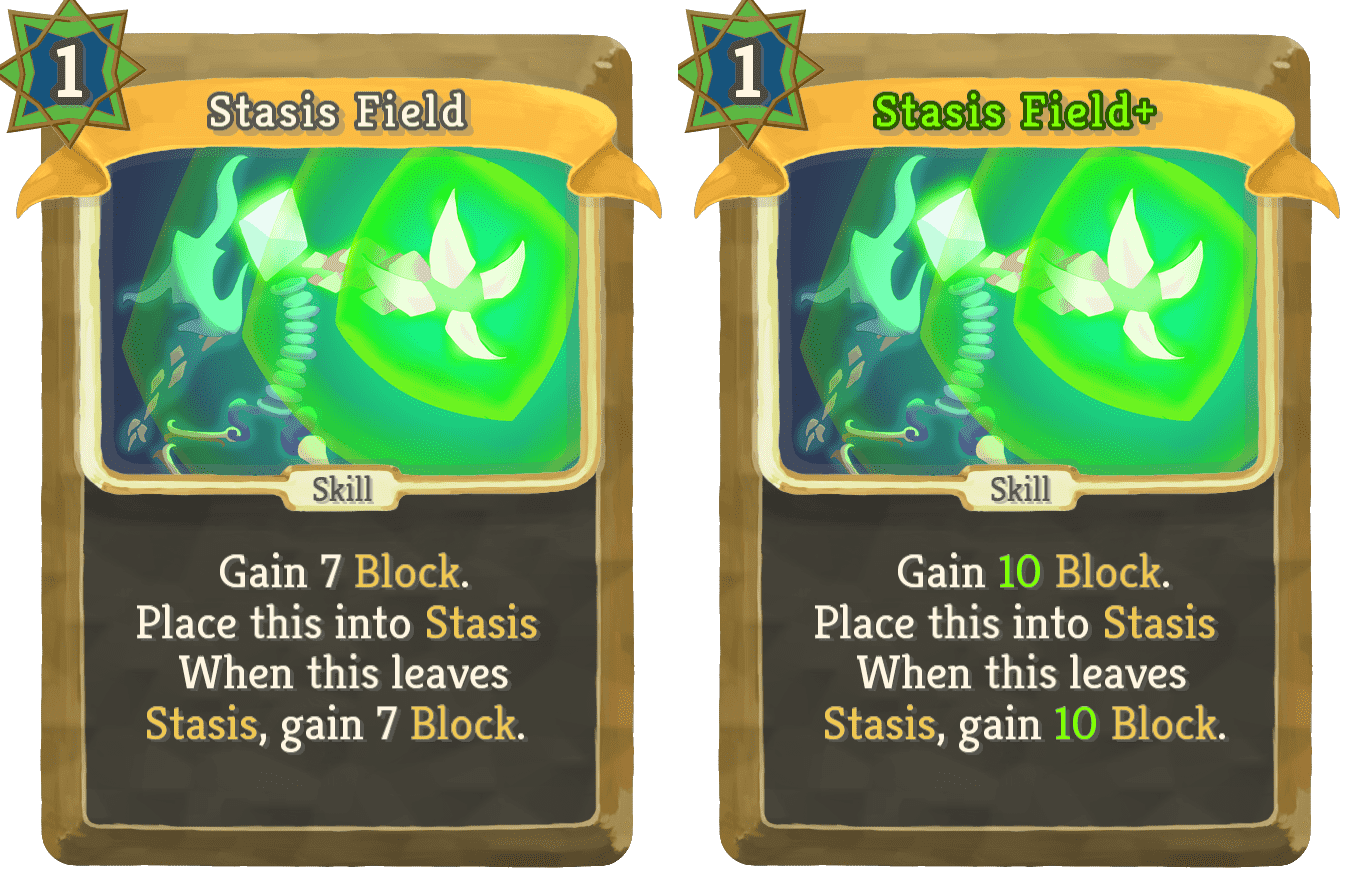 1
Stasis Field
Skill
Gain 7 Block.
Place this into Stasis
When this leaves
Stasis, gain 7 Block.
1
Stasis Field+
Skill
Gain 10 Block.
Place this into Stasis
When this leaves
Stasis, gain 10 Block.